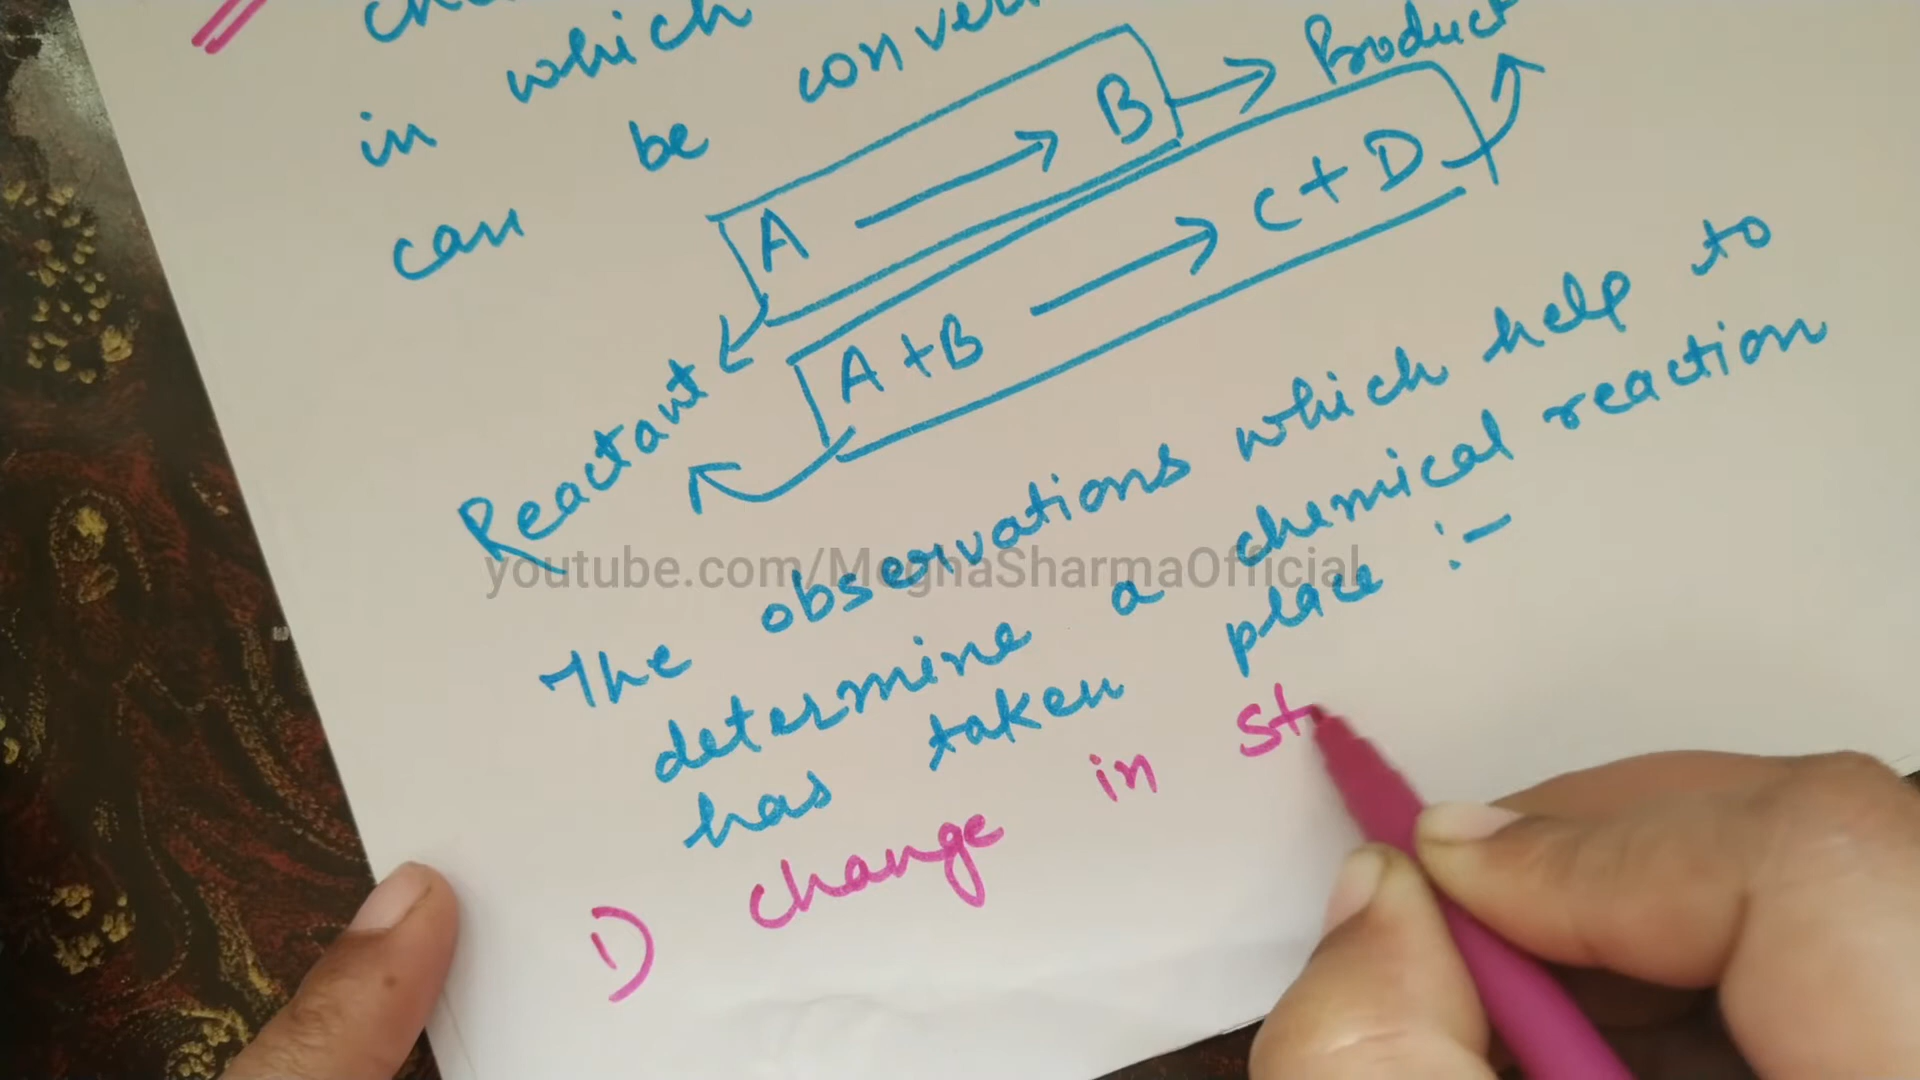 in which
can be
A → B → Product
A + B → C + D
Reactant
The observations which help to
determine a chemical reaction
has taken place :-
1) change in st
youtube.com/MeghaSharmaOfficial